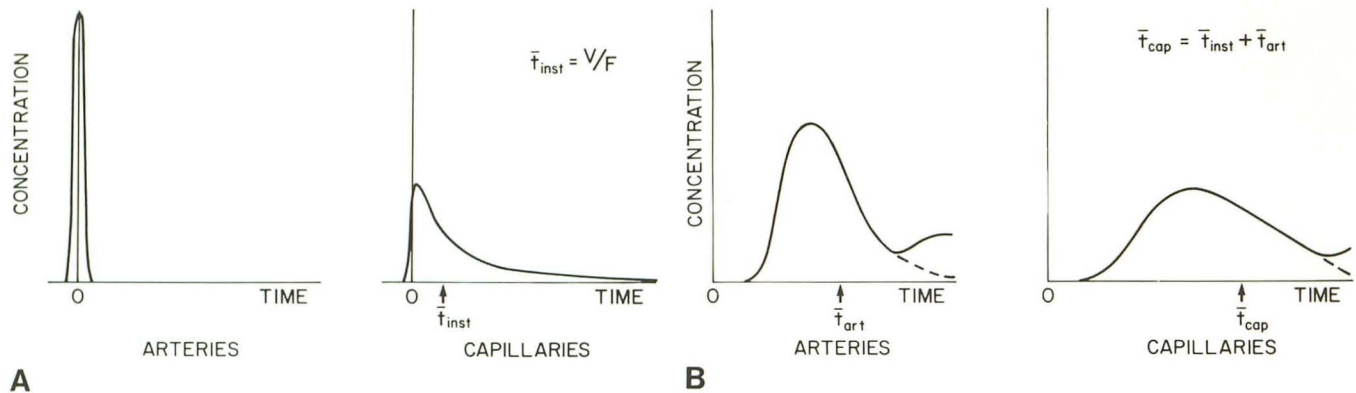 CONCENTRATION
0
TIME
ARTERIES
t̄inst = V/F
0
TIME
t̄inst
CAPILLARIES
A
CONCENTRATION
0
TIME
t̄art
ARTERIES
t̄cap = t̄inst + t̄art
0
TIME
t̄cap
CAPILLARIES
B